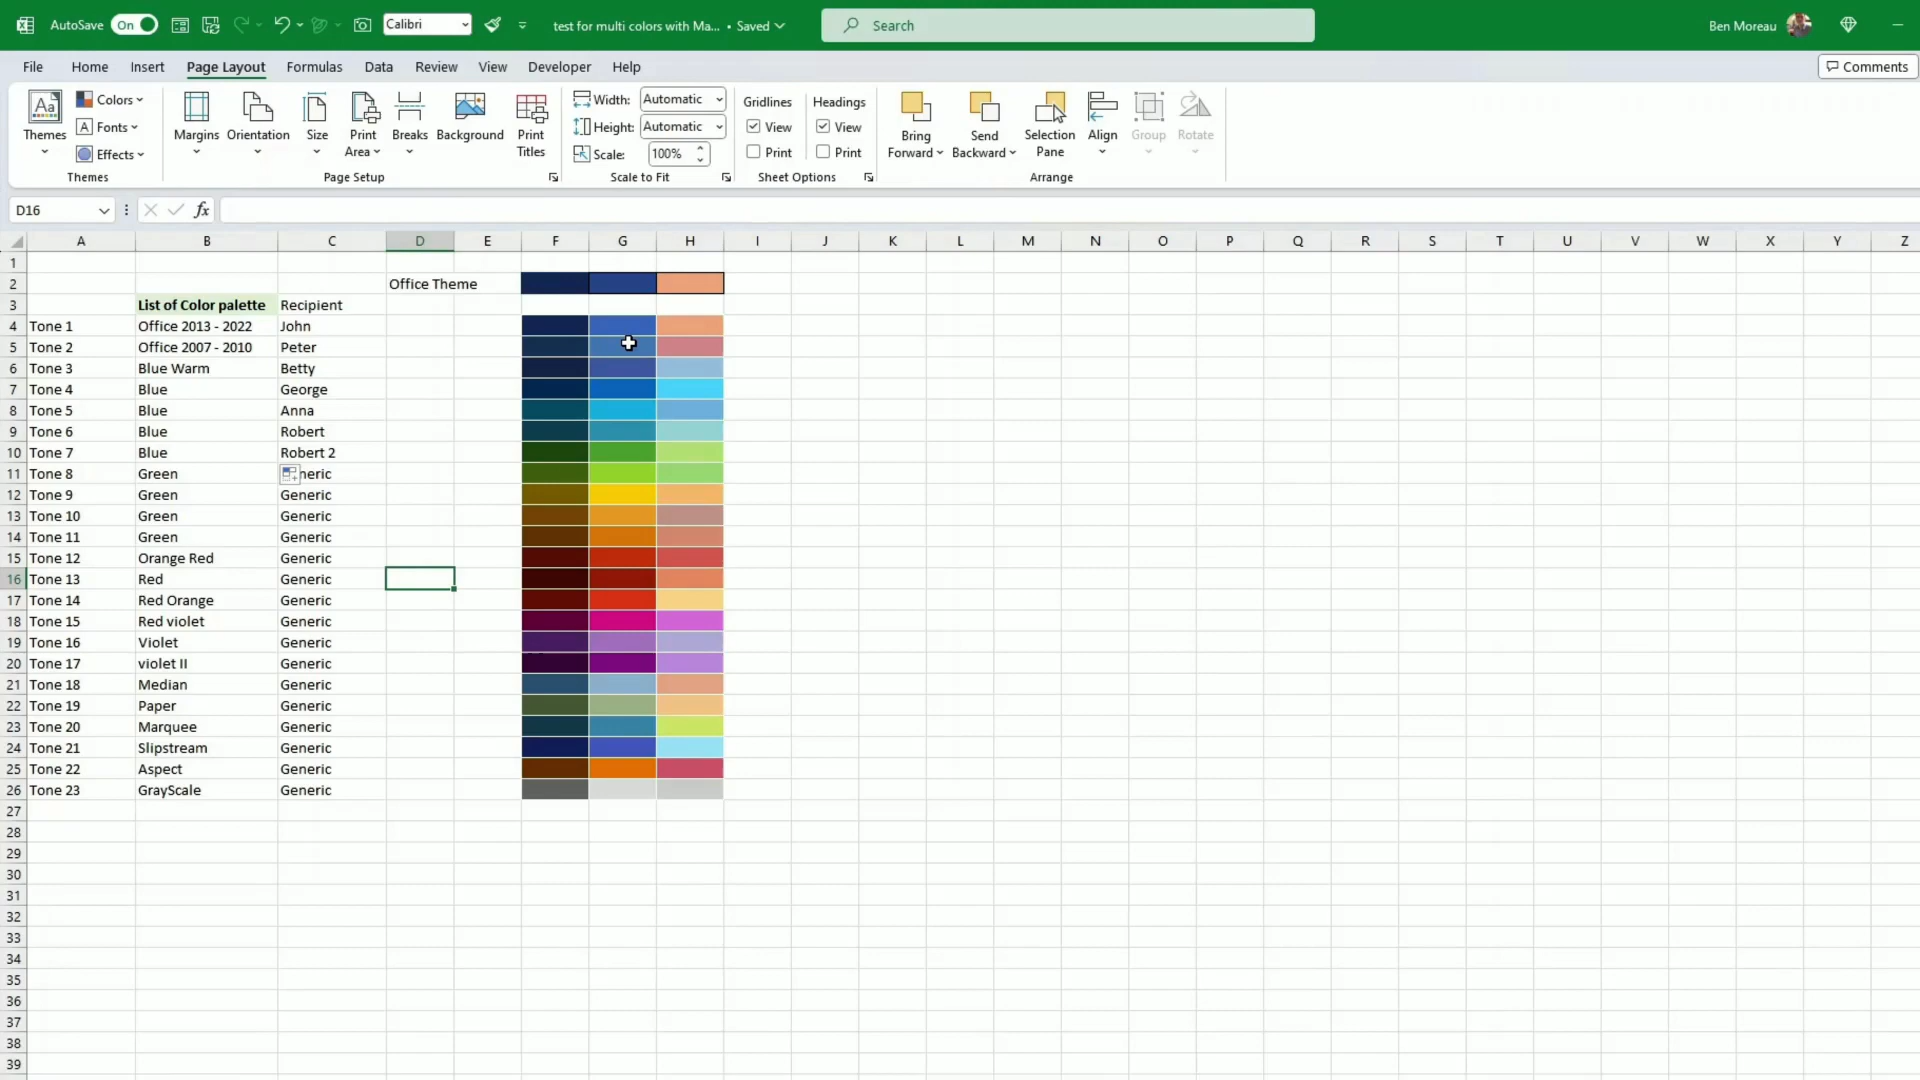 AutoSave On Calibri test for multi colors with Ma... • Saved Search Ben Moreau
File Home Insert Page Layout Formulas Data Review View Developer Help Comments
Themes Colors Fonts Effects Themes
Margins Orientation Size Print Area Breaks Background Print Titles Page Setup
Width: Automatic Height: Automatic Scale: 100% Scale to Fit
Gridlines View Print Headings View Print Sheet Options
Bring Forward Send Backward Selection Pane Align Group Rotate Arrange
D16 fx
A B C D E F G H I J K L M N O P Q R S T U V W X Y Z
1
2 Office Theme
3 List of Color palette Recipient
4 Tone 1 Office 2013 - 2022 John
5 Tone 2 Office 2007 - 2010 Peter
6 Tone 3 Blue Warm Betty
7 Tone 4 Blue George
8 Tone 5 Blue Anna
9 Tone 6 Blue Robert
10 Tone 7 Blue Robert 2
11 Tone 8 Green neric
12 Tone 9 Green Generic
13 Tone 10 Green Generic
14 Tone 11 Green Generic
15 Tone 12 Orange Red Generic
16 Tone 13 Red Generic
17 Tone 14 Red Orange Generic
18 Tone 15 Red violet Generic
19 Tone 16 Violet Generic
20 Tone 17 violet II Generic
21 Tone 18 Median Generic
22 Tone 19 Paper Generic
23 Tone 20 Marquee Generic
24 Tone 21 Slipstream Generic
25 Tone 22 Aspect Generic
26 Tone 23 GrayScale Generic
27
28
29
30
31
32
33
34
35
36
37
38
39